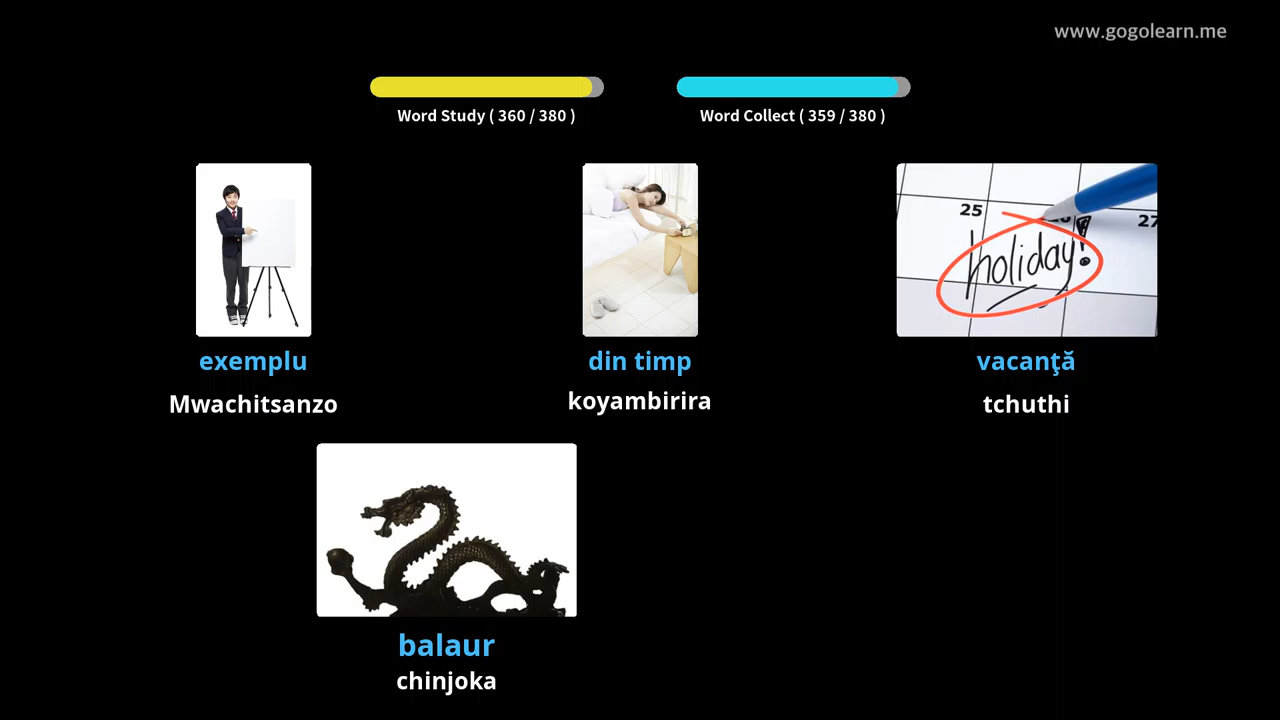 www.gogolearn.me
Word Study ( 360 / 380 )
Word Collect ( 359 / 380 )
25
27
holiday!
exemplu
din timp
vacanţă
Mwachitsanzo
koyambirira
tchuthi
balaur
chinjoka